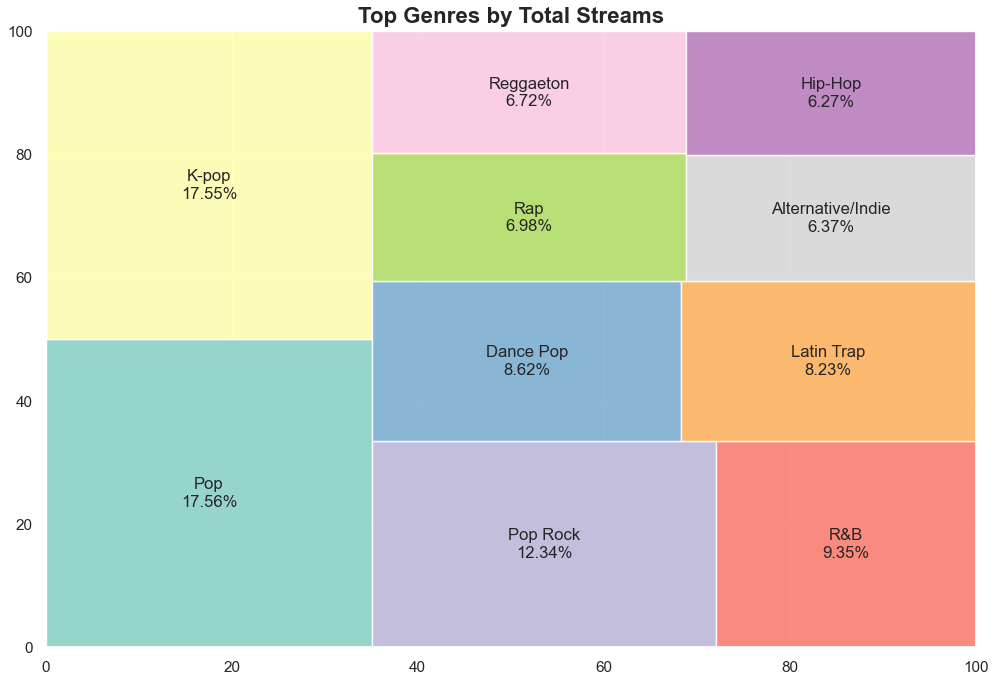 Top Genres by Total Streams
100
80
60
40
20
0
K-pop
17.55%
Pop
17.56%
Reggaeton
6.72%
Hip-Hop
6.27%
Rap
6.98%
Alternative/Indie
6.37%
Dance Pop
8.62%
Latin Trap
8.23%
Pop Rock
12.34%
R&B
9.35%
0 20 40 60 80 100